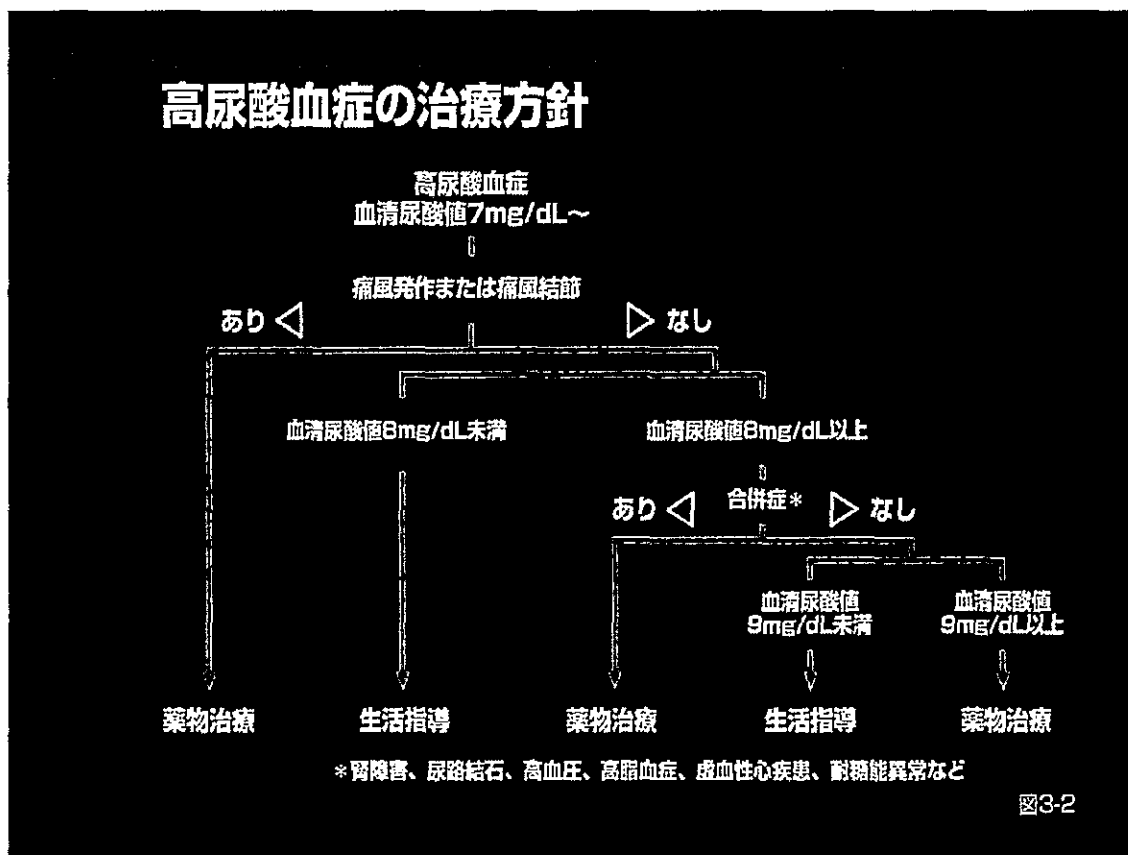 高尿酸血症の治療方針
高尿酸血症
血清尿酸値7mg/dL～
痛風発作または痛風結節
あり
なし
血清尿酸値8mg/dL未満
血清尿酸値8mg/dL以上
あり
合併症＊
なし
血清尿酸値
9mg/dL未満
血清尿酸値
9mg/dL以上
薬物治療
生活指導
薬物治療
生活指導
薬物治療
＊腎障害、尿路結石、高血圧、高脂血症、虚血性心疾患、耐糖能異常など
図3-2